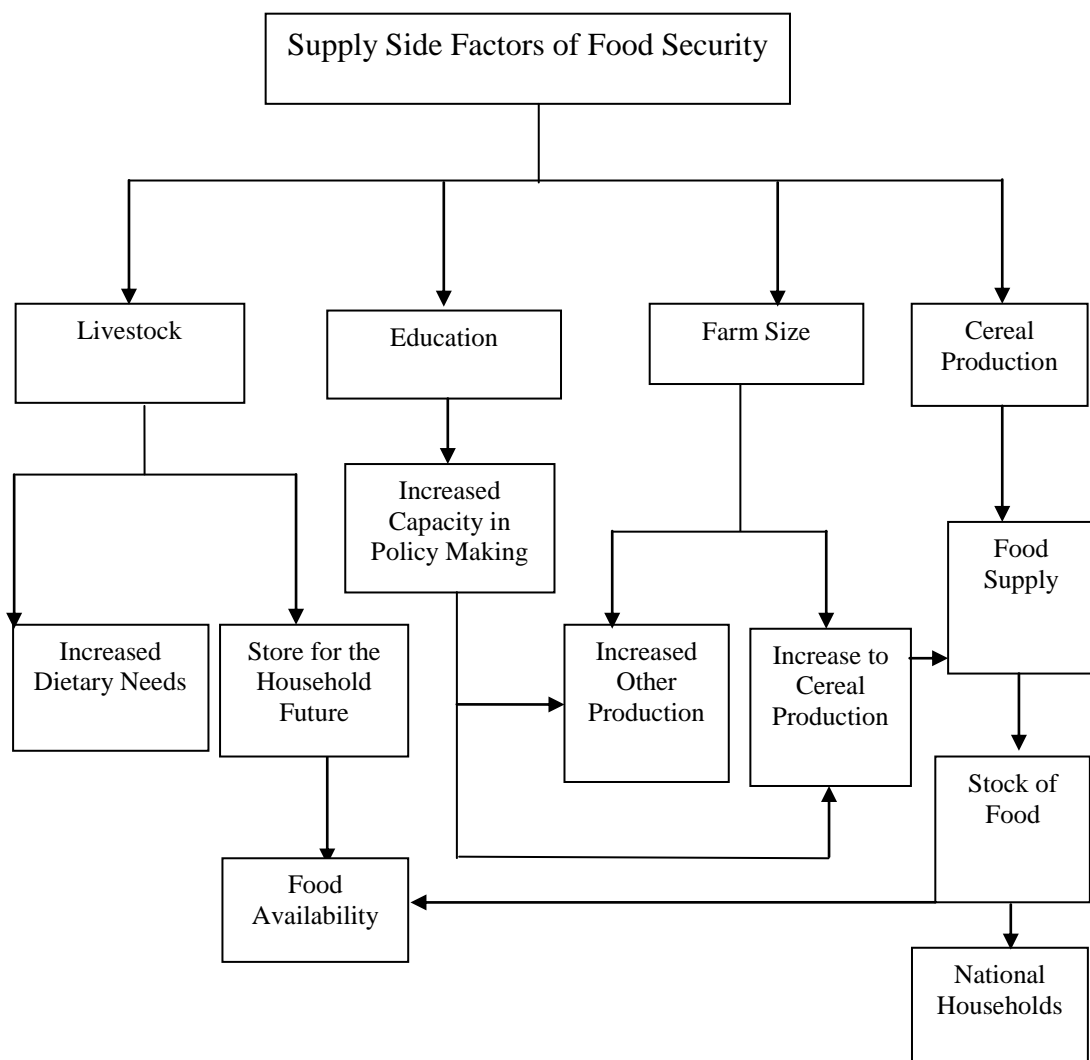 Supply Side Factors of Food Security
Livestock
Education
Farm Size
Cereal
Production
Increased
Capacity in
Policy Making
Food
Supply
Increased
Dietary Needs
Store for the
Household
Future
Increased
Other
Production
Increase to
Cereal
Production
Stock of
Food
Food
Availability
National
Households